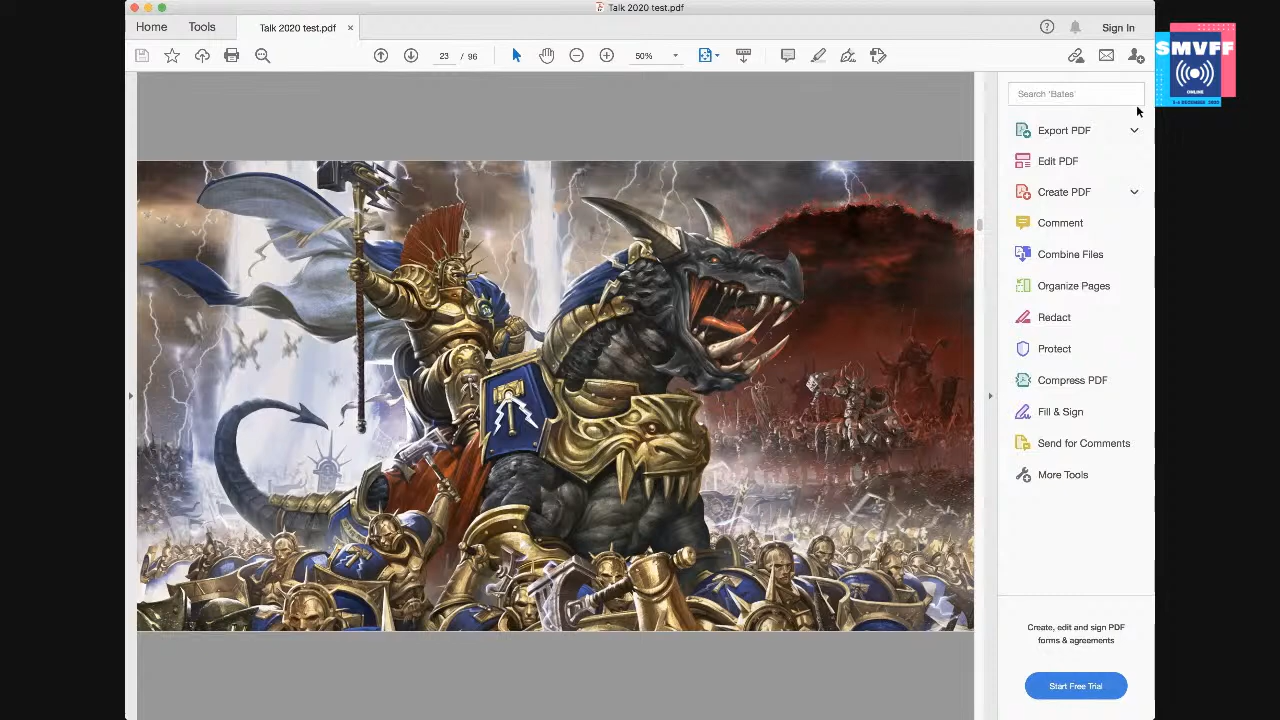 Talk 2020 test.pdf
Home
Tools
Talk 2020 test.pdf
Sign In
23 / 96
50%
SMVFF
ONLINE
Search 'Bates'
Export PDF
Edit PDF
Create PDF
Comment
Combine Files
Organize Pages
Redact
Protect
Compress PDF
Fill & Sign
Send for Comments
More Tools
Create, edit and sign PDF
forms & agreements
Start Free Trial